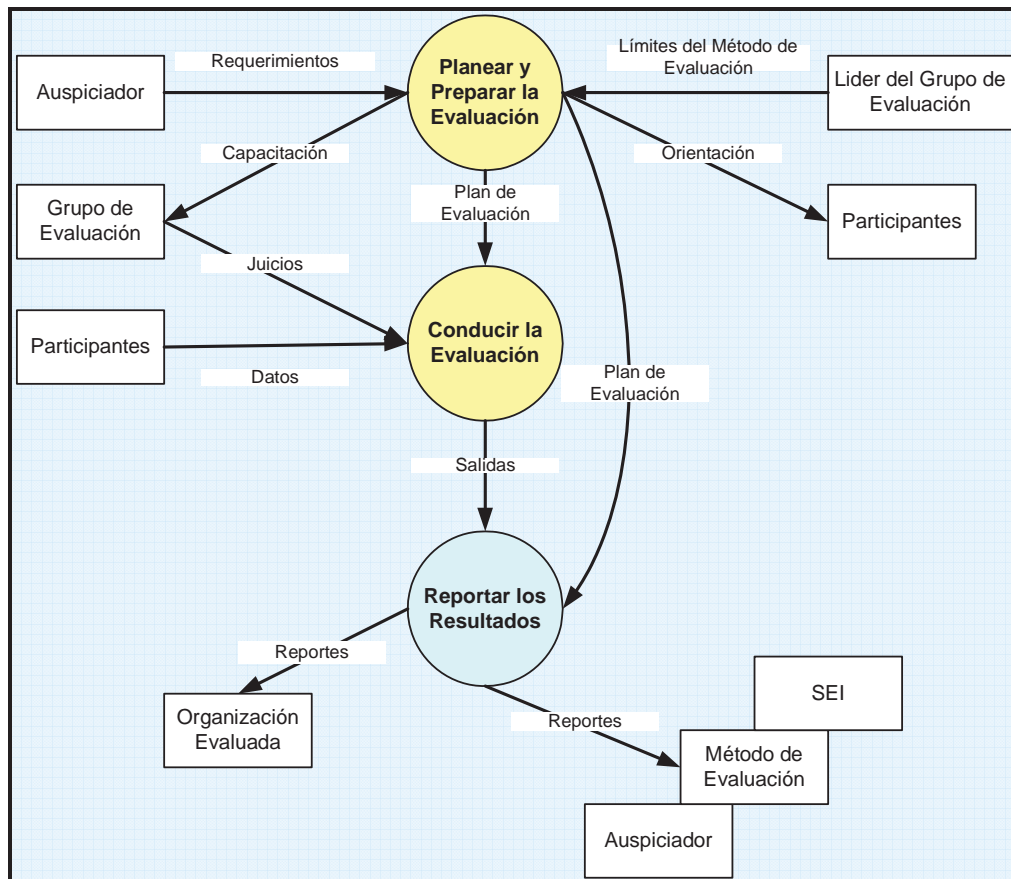 Requerimientos
Límites del Método de
Evaluación
Auspiciador
Planear y
Preparar la
Evaluación
Lider del Grupo de
Evaluación
Capacitación
Orientación
Plan de
Evaluación
Grupo de
Evaluación
Participantes
Juicios
Participantes
Conducir la
Evaluación
Datos
Plan de
Evaluación
Salidas
Reportar los
Resultados
Reportes
Organización
Evaluada
Reportes
SEI
Método de
Evaluación
Auspiciador